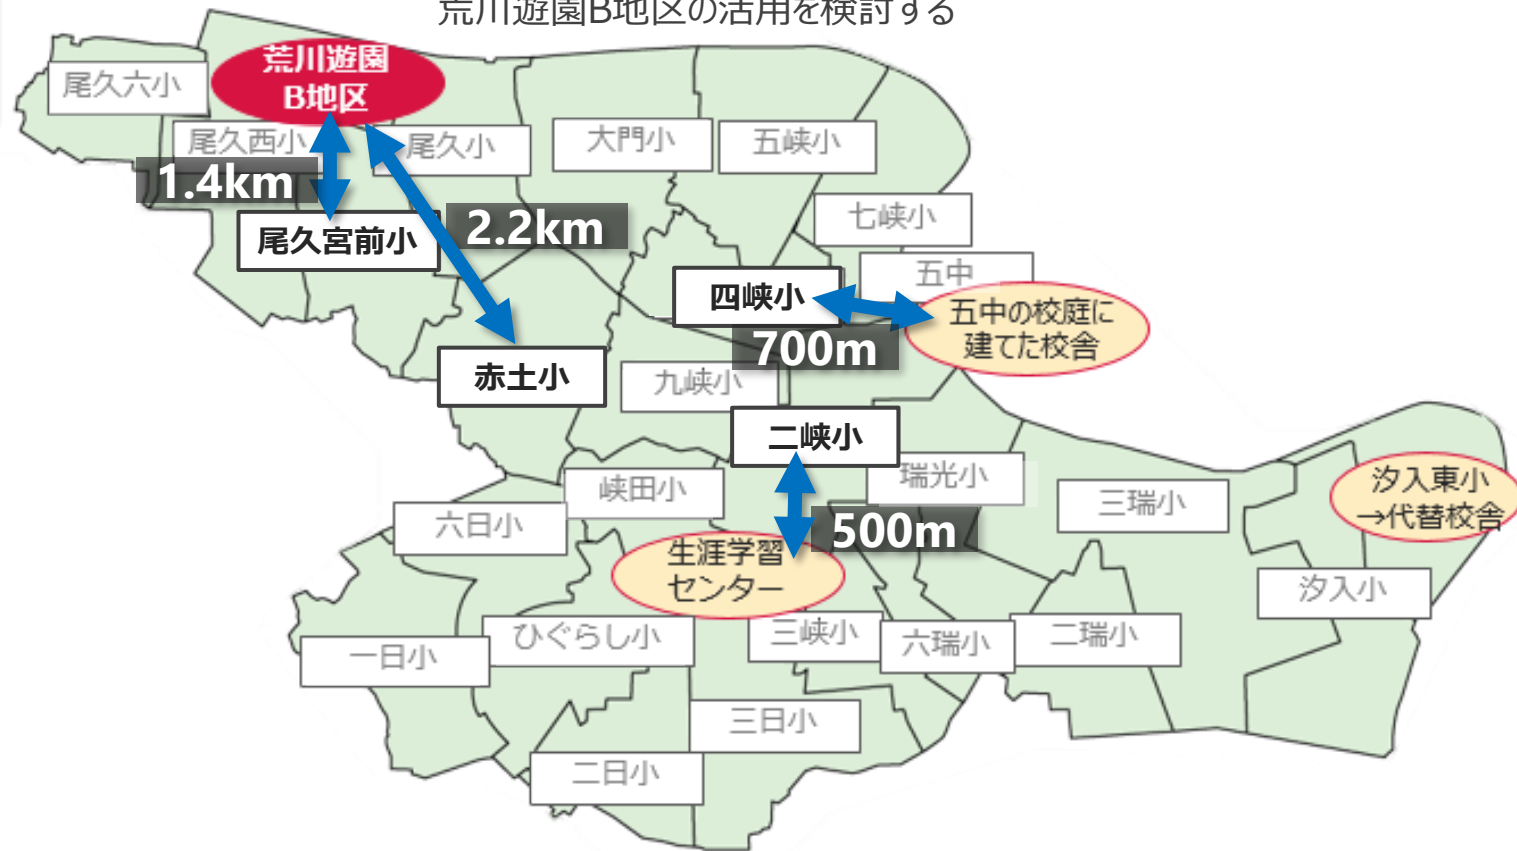 荒川遊園B地区の活用を検討する
荒川遊園
B地区
尾久六小
尾久西小
尾久小
大門小
五峡小
1.4km
七峡小
2.2km
尾久宮前小
五中
四峡小
五中の校庭に
建てた校舎
700m
赤土小
九峡小
二峡小
瑞光小
峡田小
汐入東小
→代替校舎
三瑞小
六日小
500m
生涯学習
センター
汐入小
ひぐらし小
三峡小
六瑞小
二瑞小
一日小
三日小
二日小